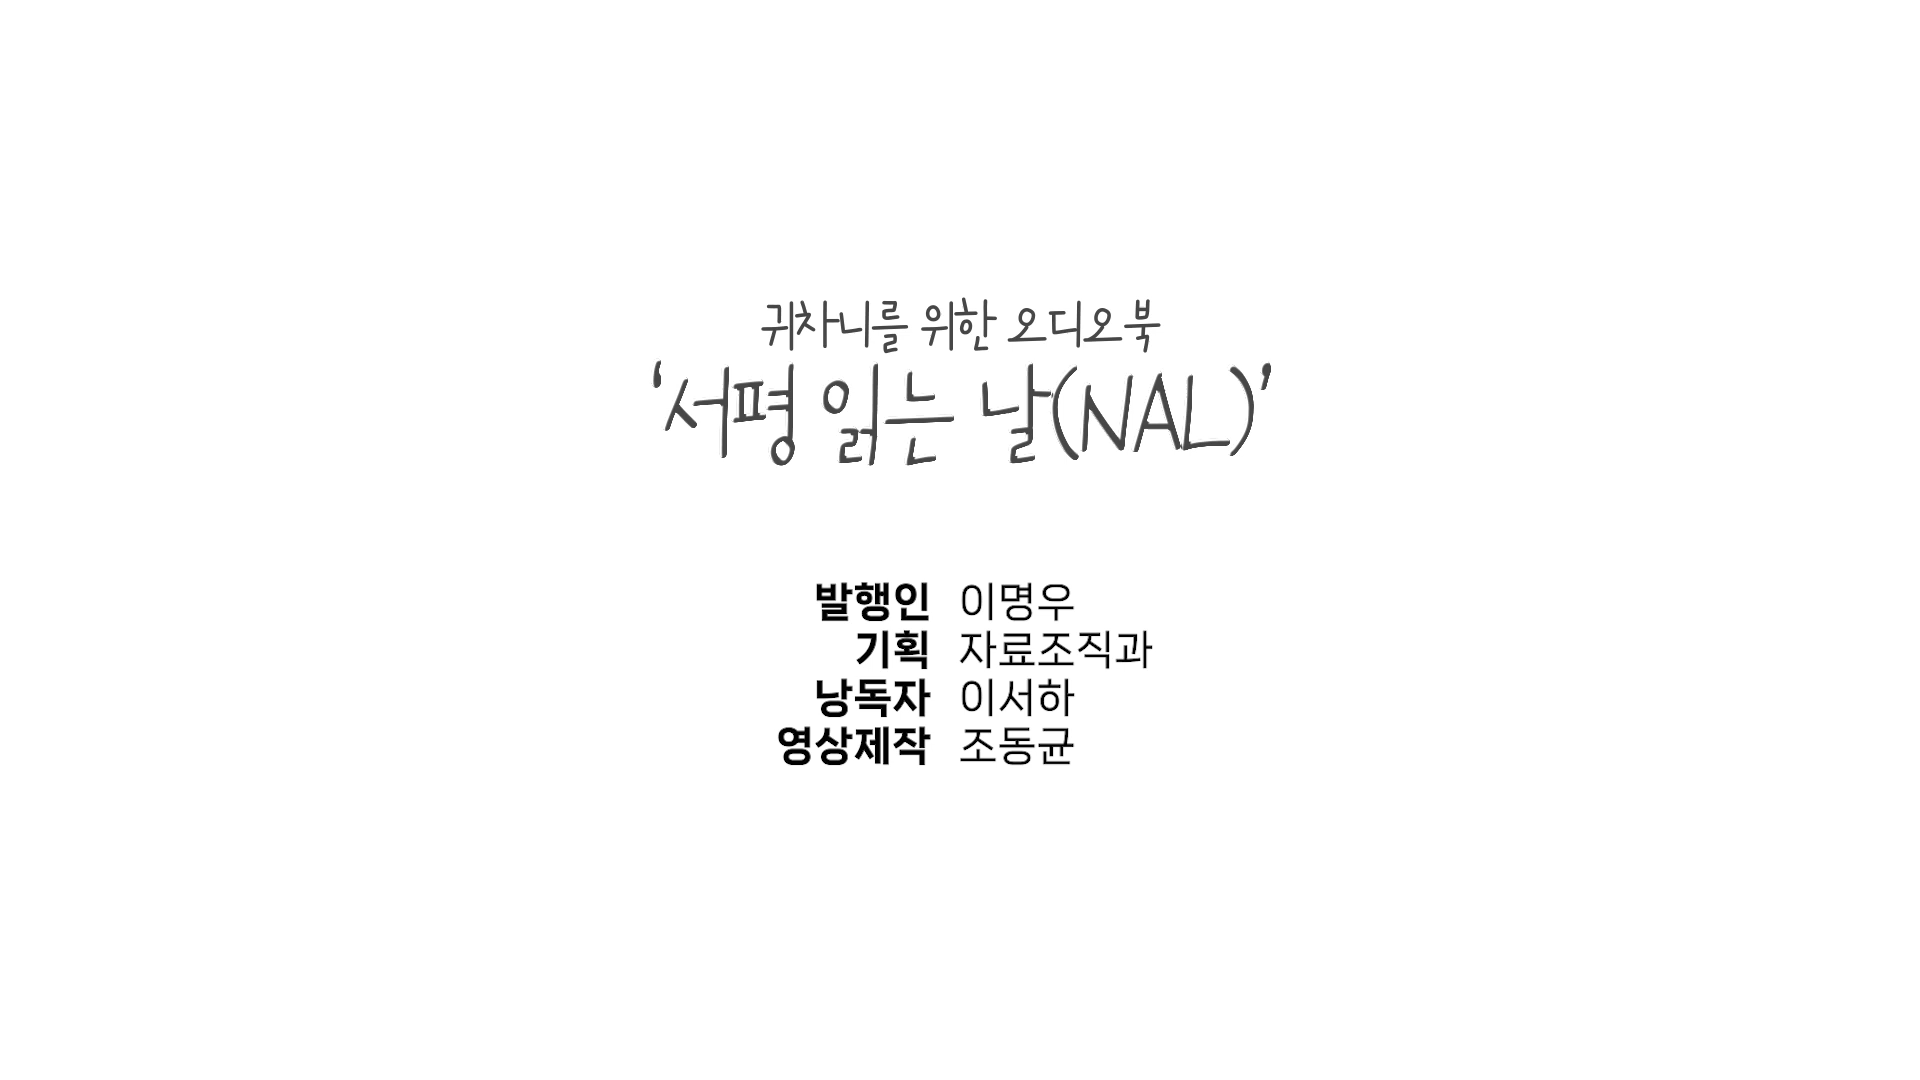 귀차니를 위한 오디오북
‘서평 읽는 날(NAL)’
발행인 이명우
기획 자료조직과
낭독자 이서하
영상제작 조동균